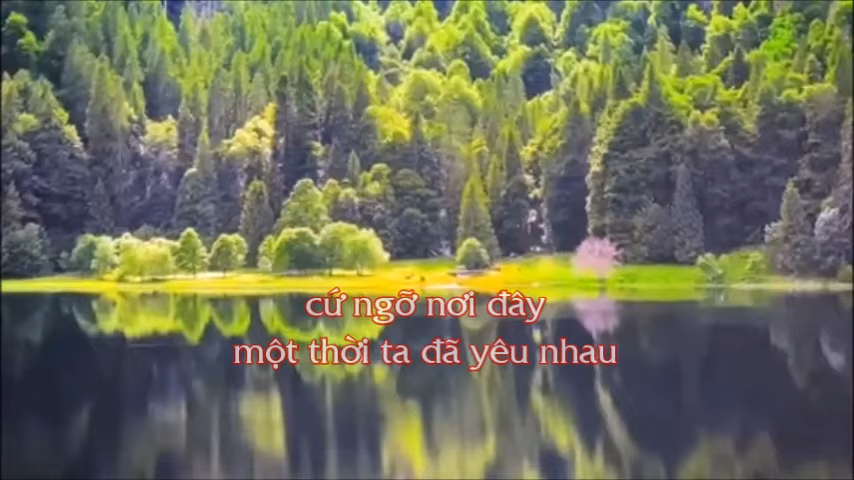 cứ ngỡ nơi đây
một thời ta đã yêu nhau